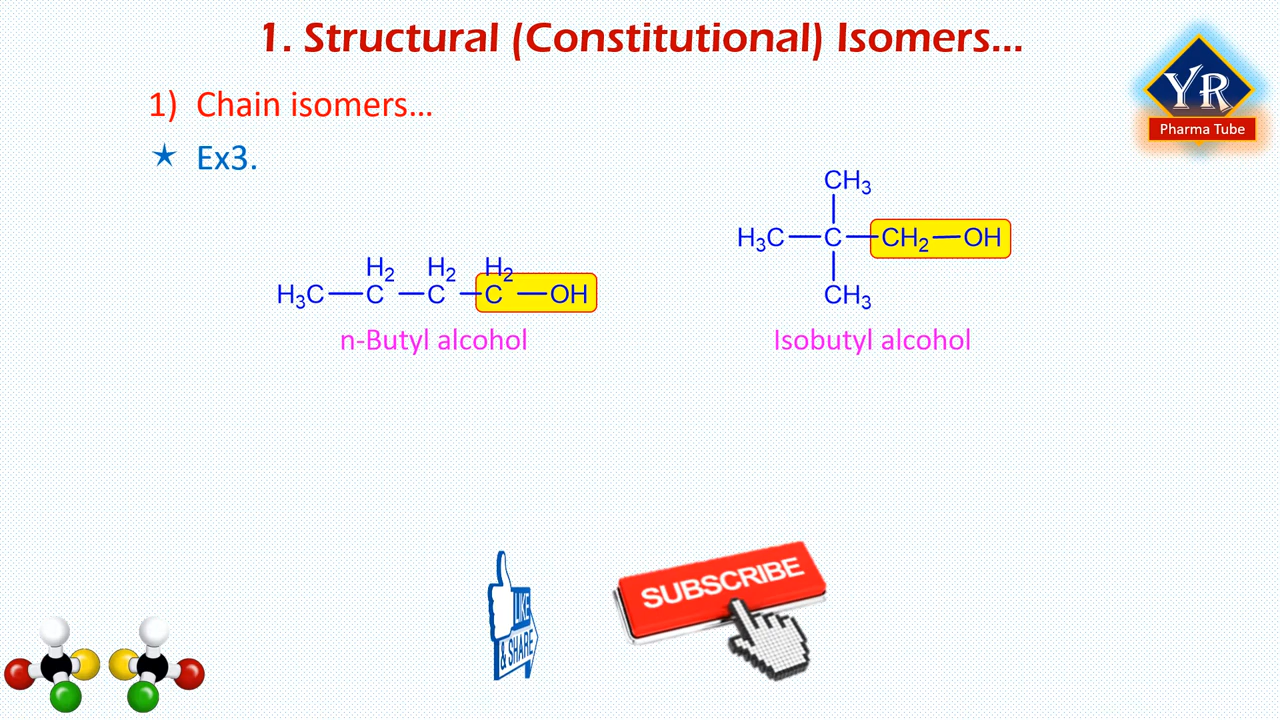 1. Structural (Constitutional) Isomers...
YR
Pharma Tube
1) Chain isomers...
★ Ex3.
H₂ H₂ H₂
H₃C—C—C—C—OH
n-Butyl alcohol
CH₃
H₃C—C—CH₂—OH
CH₃
Isobutyl alcohol
LIKE
& SHARE
SUBSCRIBE